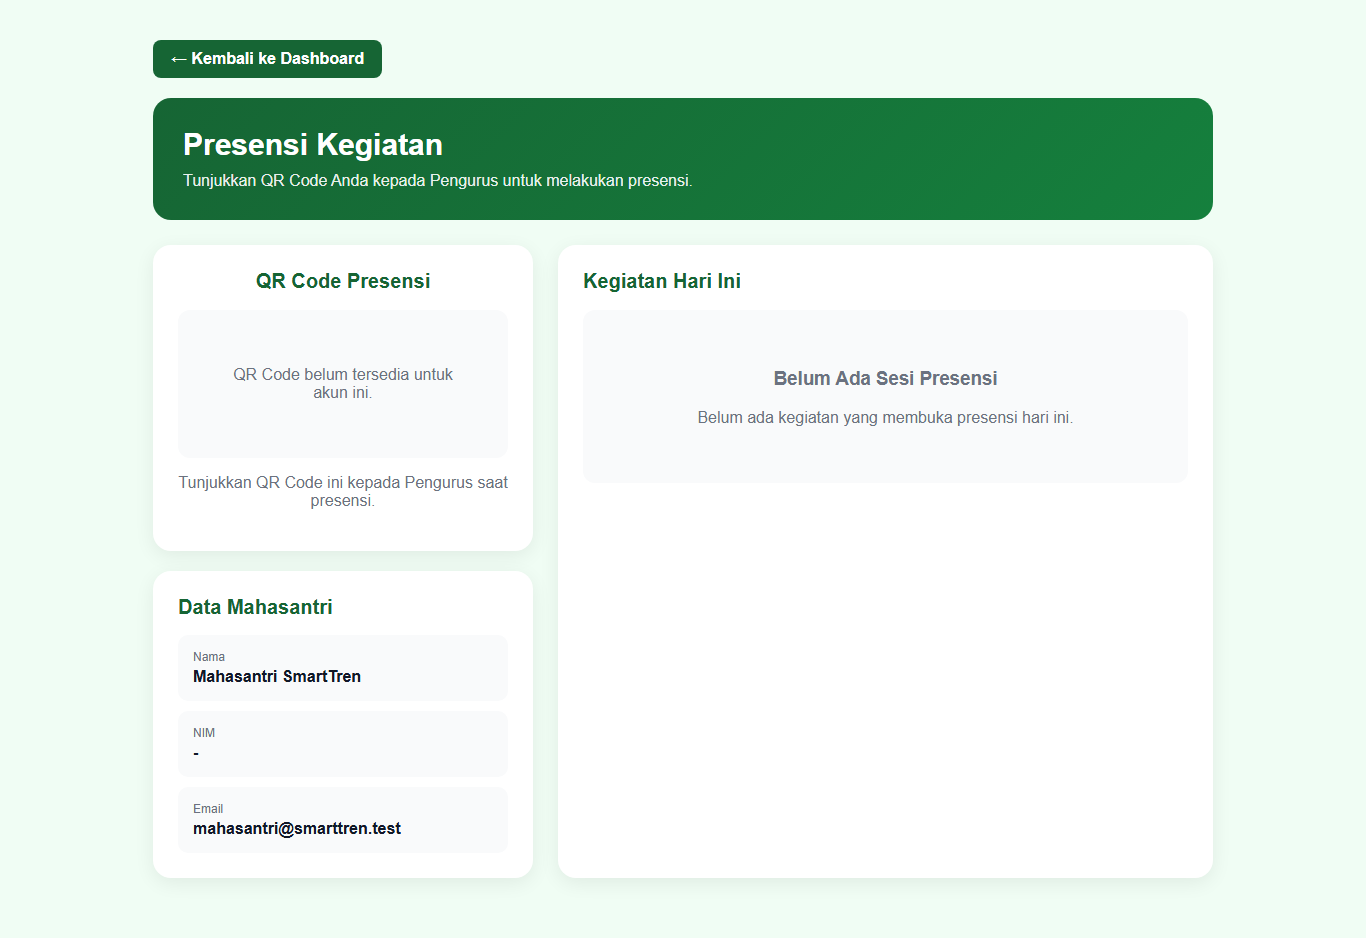 ← Kembali ke Dashboard
Presensi Kegiatan
Tunjukkan QR Code Anda kepada Pengurus untuk melakukan presensi.
QR Code Presensi
QR Code belum tersedia untuk
akun ini.
Tunjukkan QR Code ini kepada Pengurus saat
presensi.
Data Mahasantri
Nama
Mahasantri SmartTren
NIM
-
Email
mahasantri@smarttren.test
Kegiatan Hari Ini
Belum Ada Sesi Presensi
Belum ada kegiatan yang membuka presensi hari ini.